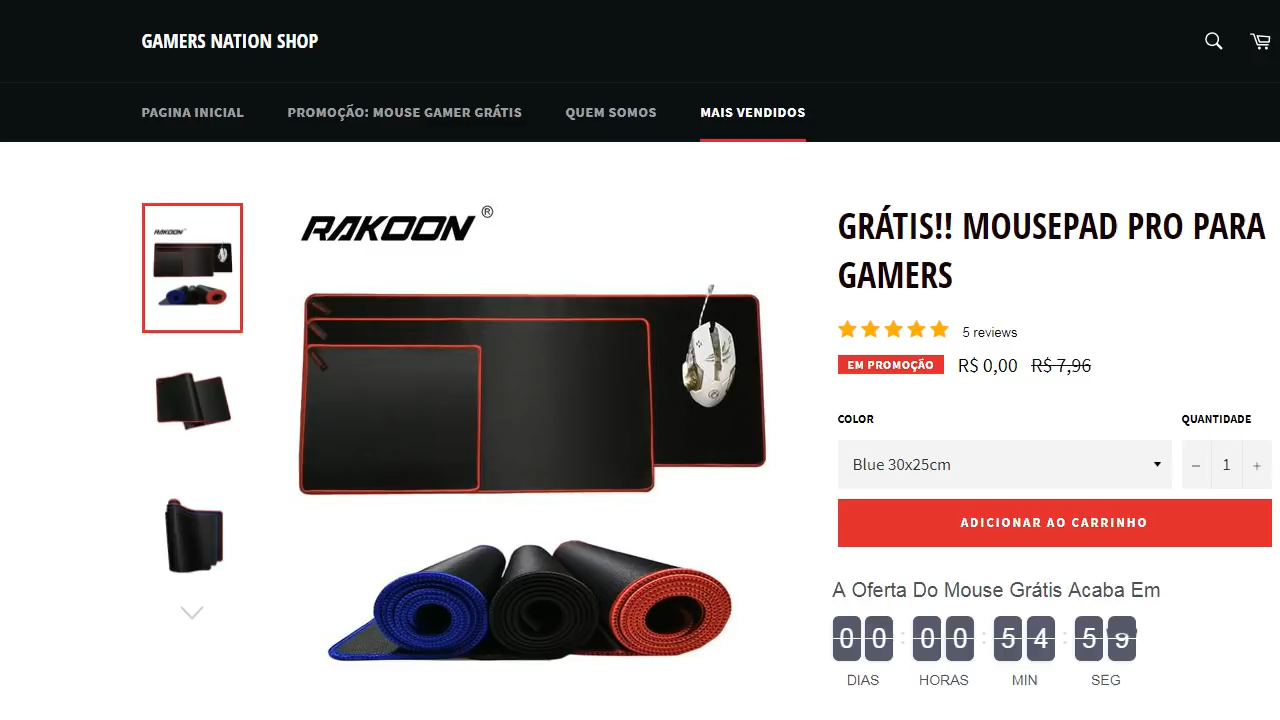 GAMERS NATION SHOP
PAGINA INICIAL PROMOÇÃO: MOUSE GAMER GRÁTIS QUEM SOMOS MAIS VENDIDOS
RAKOON ®
RAKOON
GRÁTIS!! MOUSEPAD PRO PARA
GAMERS
5 reviews
EM PROMOÇÃO R$ 0,00 R$ 7,96
COLOR QUANTIDADE
Blue 30x25cm − 1 +
ADICIONAR AO CARRINHO
A Oferta Do Mouse Grátis Acaba Em
00 : 00 : 54 : 59
DIAS HORAS MIN SEG